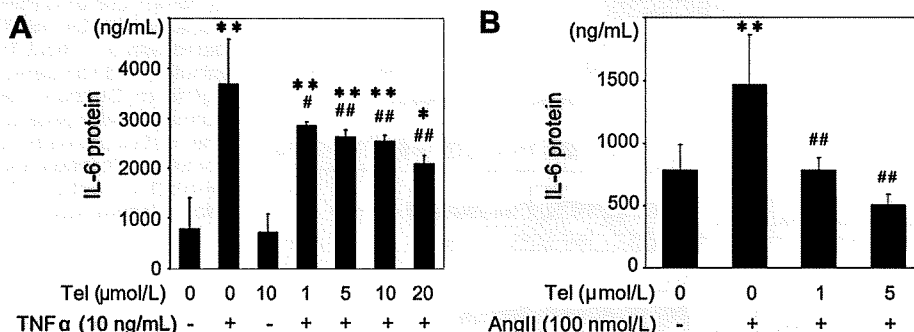 A
(ng/mL)
IL-6 protein
4000
3000
2000
1000
0
**
** #
** ##
** ##
* ##
Tel (μmol/L) 0 0 10 1 5 10 20
TNFα (10 ng/mL) - + - + + + +
B
(ng/mL)
IL-6 protein
1500
1000
500
0
**
##
##
Tel (μmol/L) 0 0 1 5
AngII (100 nmol/L) - + + +